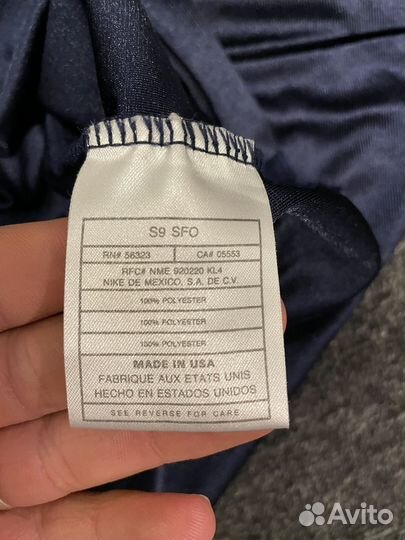 S9 SFO
RN# 56323 CA# 05553
RFC# NME 920220 KL4
NIKE DE MEXICO, S.A. DE C.V.
100% POLYESTER
100% POLYESTER
100% POLYESTER
MADE IN USA
FABRIQUE AUX ETATS UNIS
HECHO EN ESTADOS UNIDOS
SEE REVERSE FOR CARE
Avito